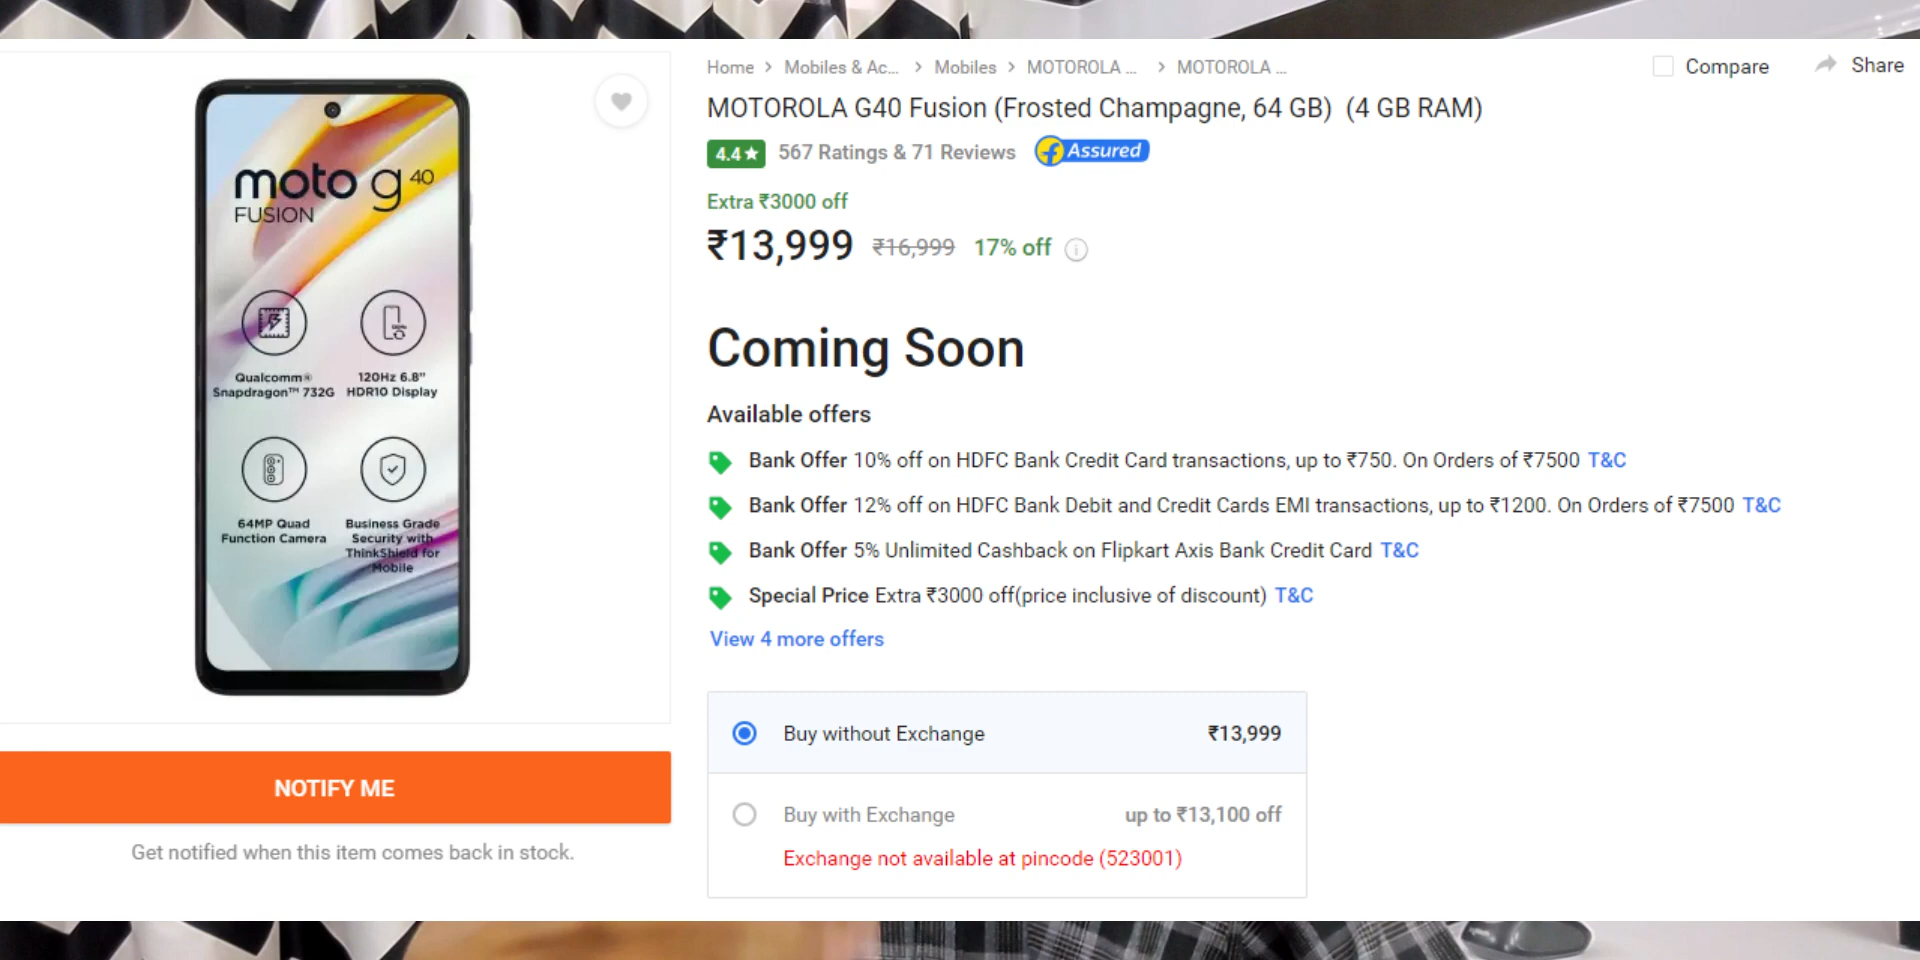 Home > Mobiles & Ac... > Mobiles > MOTOROLA ... > MOTOROLA ...
Compare
Share
MOTOROLA G40 Fusion (Frosted Champagne, 64 GB) (4 GB RAM)
4.4★ 567 Ratings & 71 Reviews
Assured
Extra ₹3000 off
₹13,999 ₹16,999 17% off
Coming Soon
Available offers
Bank Offer 10% off on HDFC Bank Credit Card transactions, up to ₹750. On Orders of ₹7500 T&C
Bank Offer 12% off on HDFC Bank Debit and Credit Cards EMI transactions, up to ₹1200. On Orders of ₹7500 T&C
Bank Offer 5% Unlimited Cashback on Flipkart Axis Bank Credit Card T&C
Special Price Extra ₹3000 off(price inclusive of discount) T&C
View 4 more offers
Buy without Exchange ₹13,999
Buy with Exchange up to ₹13,100 off
Exchange not available at pincode (523001)
moto g 40
FUSION
Qualcomm®
Snapdragon™ 732G
120Hz 6.8"
HDR10 Display
64MP Quad
Function Camera
Business Grade
Security with
ThinkShield for
Mobile
NOTIFY ME
Get notified when this item comes back in stock.